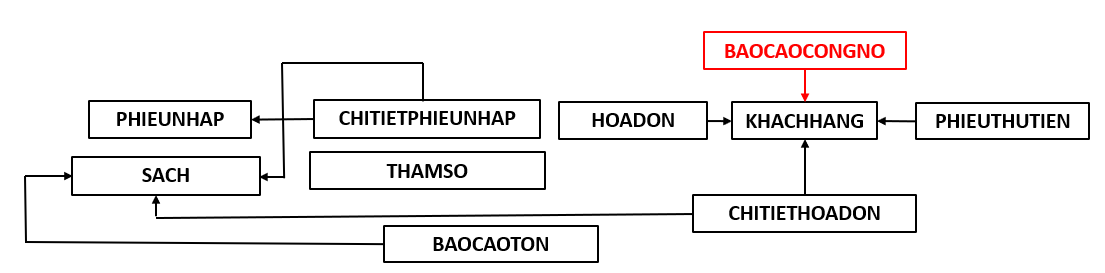 BAOCAOCONGNO
PHIEUNHAP
CHITIETPHIEUNHAP
HOADON
KHACHHANG
PHIEUTHUTIEN
SACH
THAMSO
CHITIETHOADON
BAOCAOTON